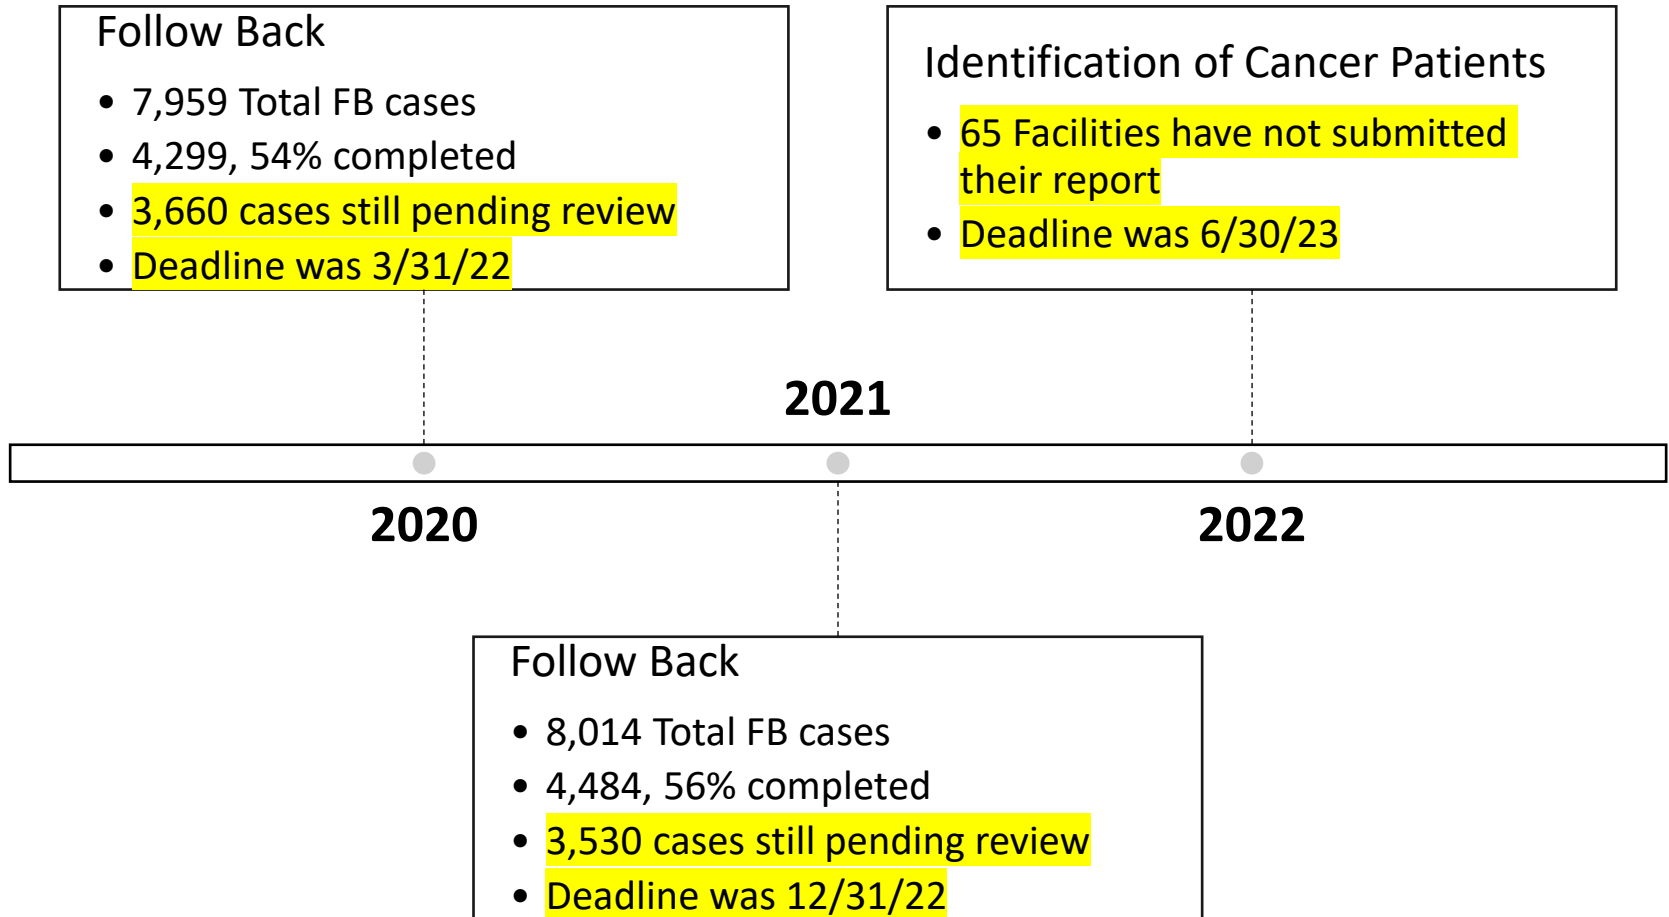 Follow Back
• 7,959 Total FB cases
• 4,299, 54% completed
• 3,660 cases still pending review
• Deadline was 3/31/22
Identification of Cancer Patients
• 65 Facilities have not submitted
their report
• Deadline was 6/30/23
2021
2020
2022
Follow Back
• 8,014 Total FB cases
• 4,484, 56% completed
• 3,530 cases still pending review
• Deadline was 12/31/22